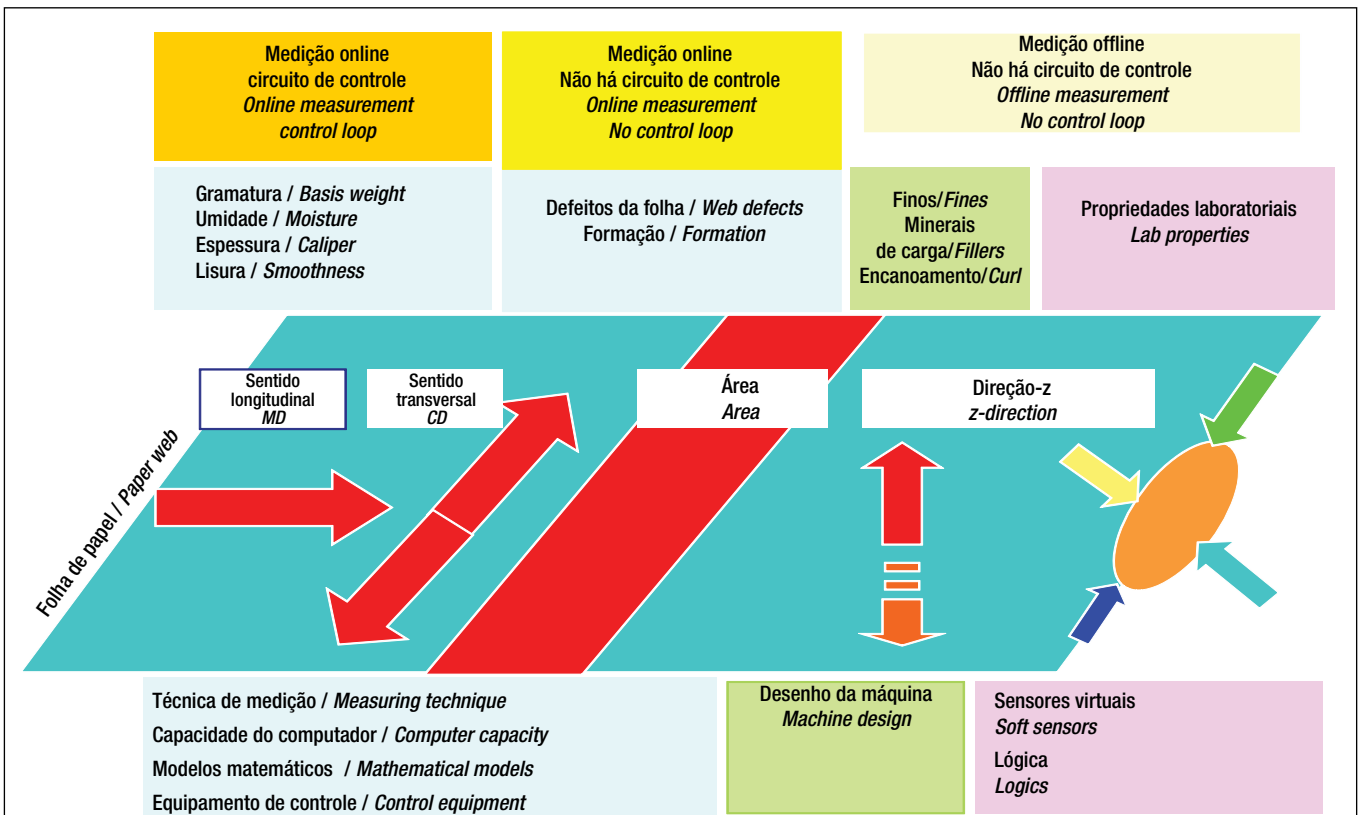 Medição online
circuito de controle
Online measurement
control loop
Medição online
Não há circuito de controle
Online measurement
No control loop
Medição offline
Não há circuito de controle
Offline measurement
No control loop
Gramatura / Basis weight
Umidade / Moisture
Espessura / Caliper
Lisura / Smoothness
Defeitos da folha / Web defects
Formação / Formation
Finos/Fines
Minerais
de carga/Fillers
Encanoamento/Curl
Propriedades laboratoriais
Lab properties
Sentido
longitudinal
MD
Sentido
transversal
CD
Área
Area
Direção-z
z-direction
Folha de papel / Paper web
Técnica de medição / Measuring technique
Capacidade do computador / Computer capacity
Modelos matemáticos / Mathematical models
Equipamento de controle / Control equipment
Desenho da máquina
Machine design
Sensores virtuais
Soft sensors
Lógica
Logics